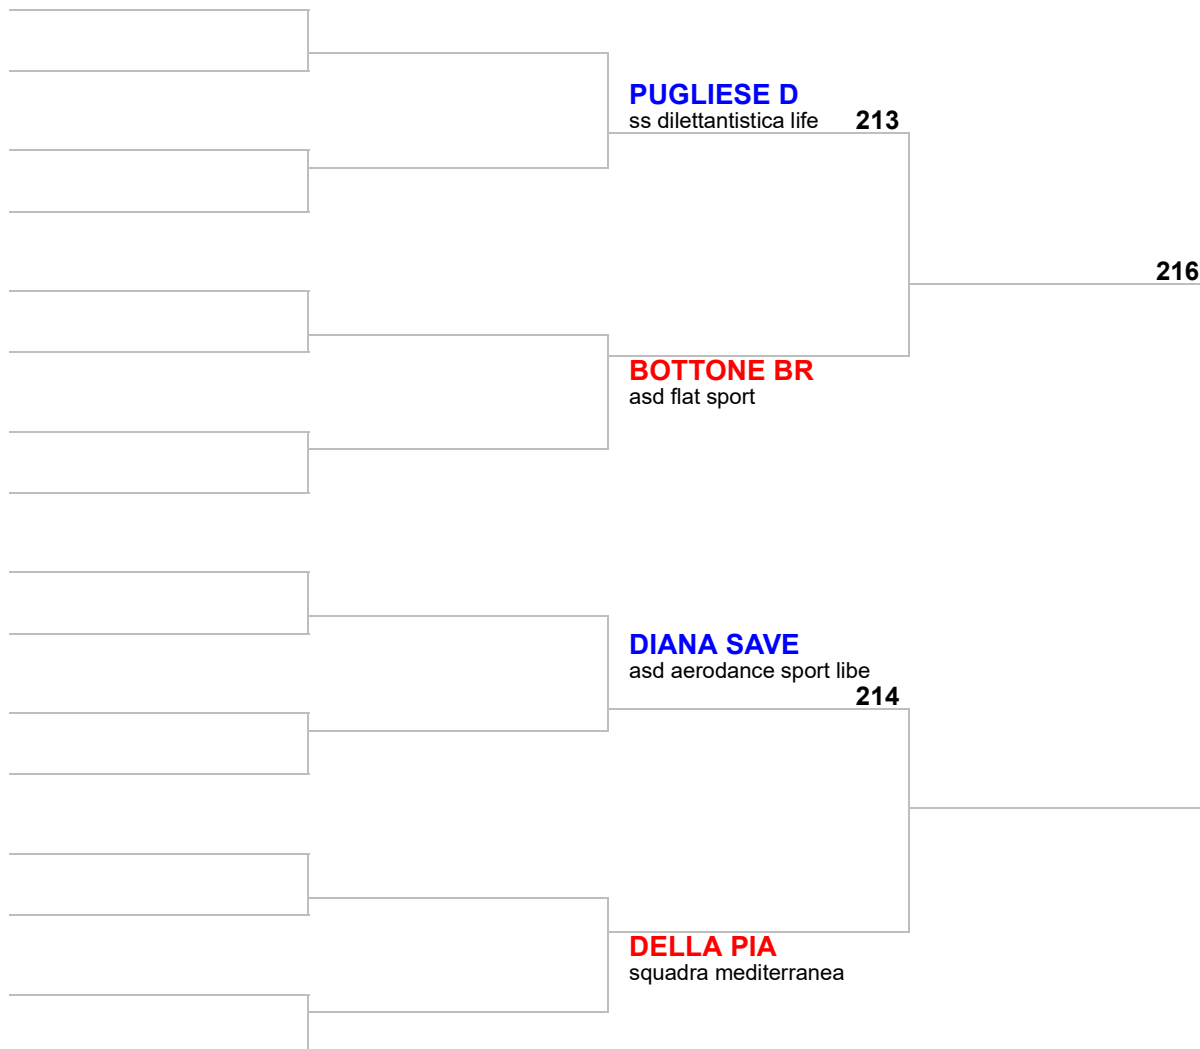 PUGLIESE D
ss dilettantistica life 213
216
BOTTONE BR
asd flat sport
DIANA SAVE
asd aerodance sport libe
214
DELLA PIA
squadra mediterranea